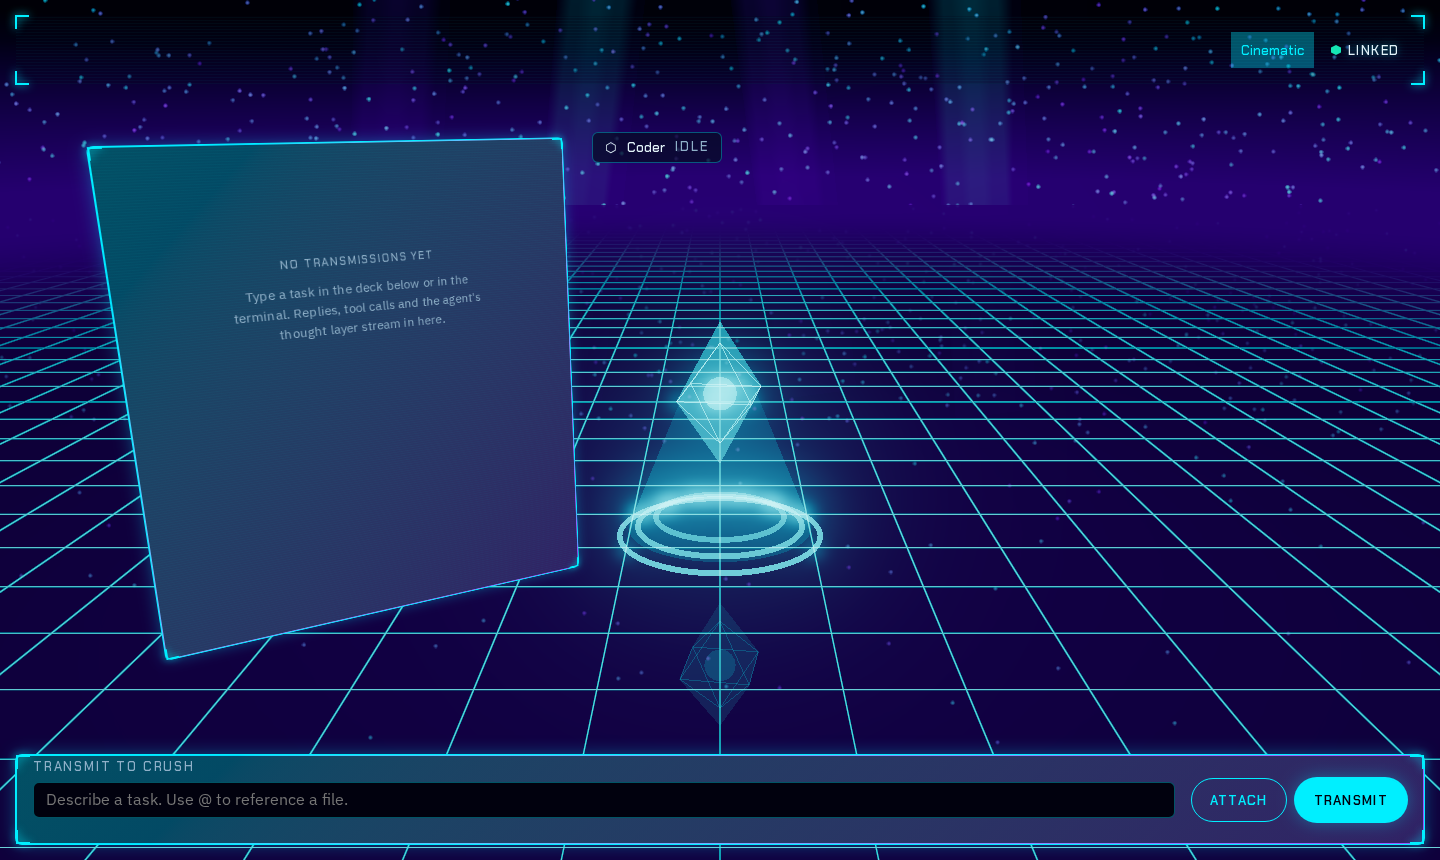 Cinematic
LINKED
Coder IDLE
NO TRANSMISSIONS YET
Type a task in the deck below or in the
terminal. Replies, tool calls and the agent's
thought layer stream in here.
TRANSMIT TO CRUSH
Describe a task. Use @ to reference a file.
ATTACH
TRANSMIT